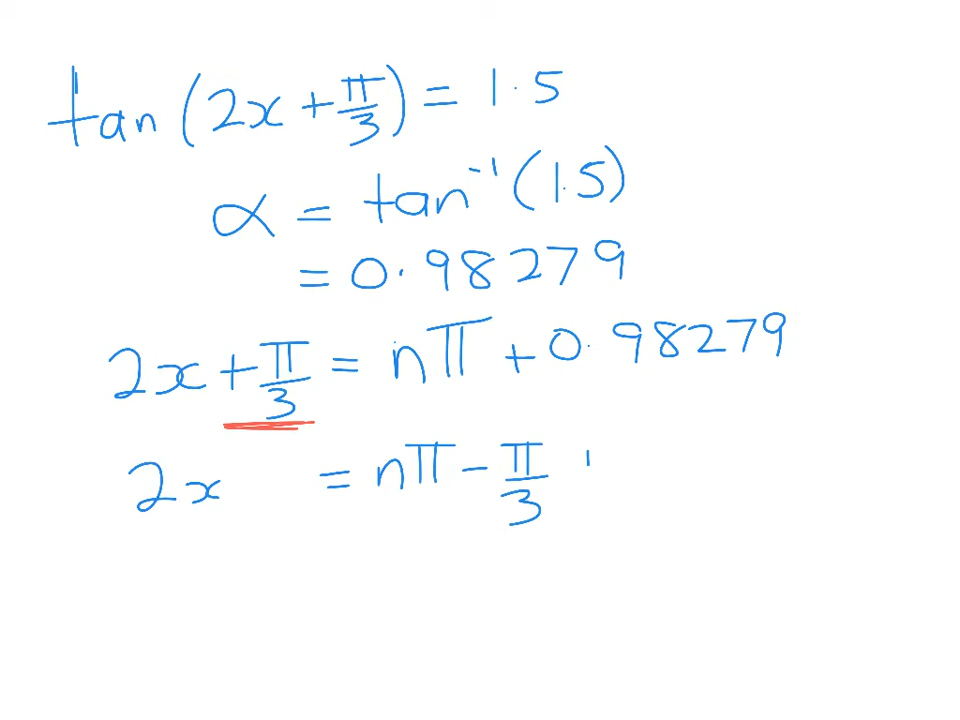 tan (2x + π/3) = 1.5
α = tan⁻¹ (1.5)
= 0.98279
2x + π/3 = nπ + 0.98279
2x = nπ - π/3